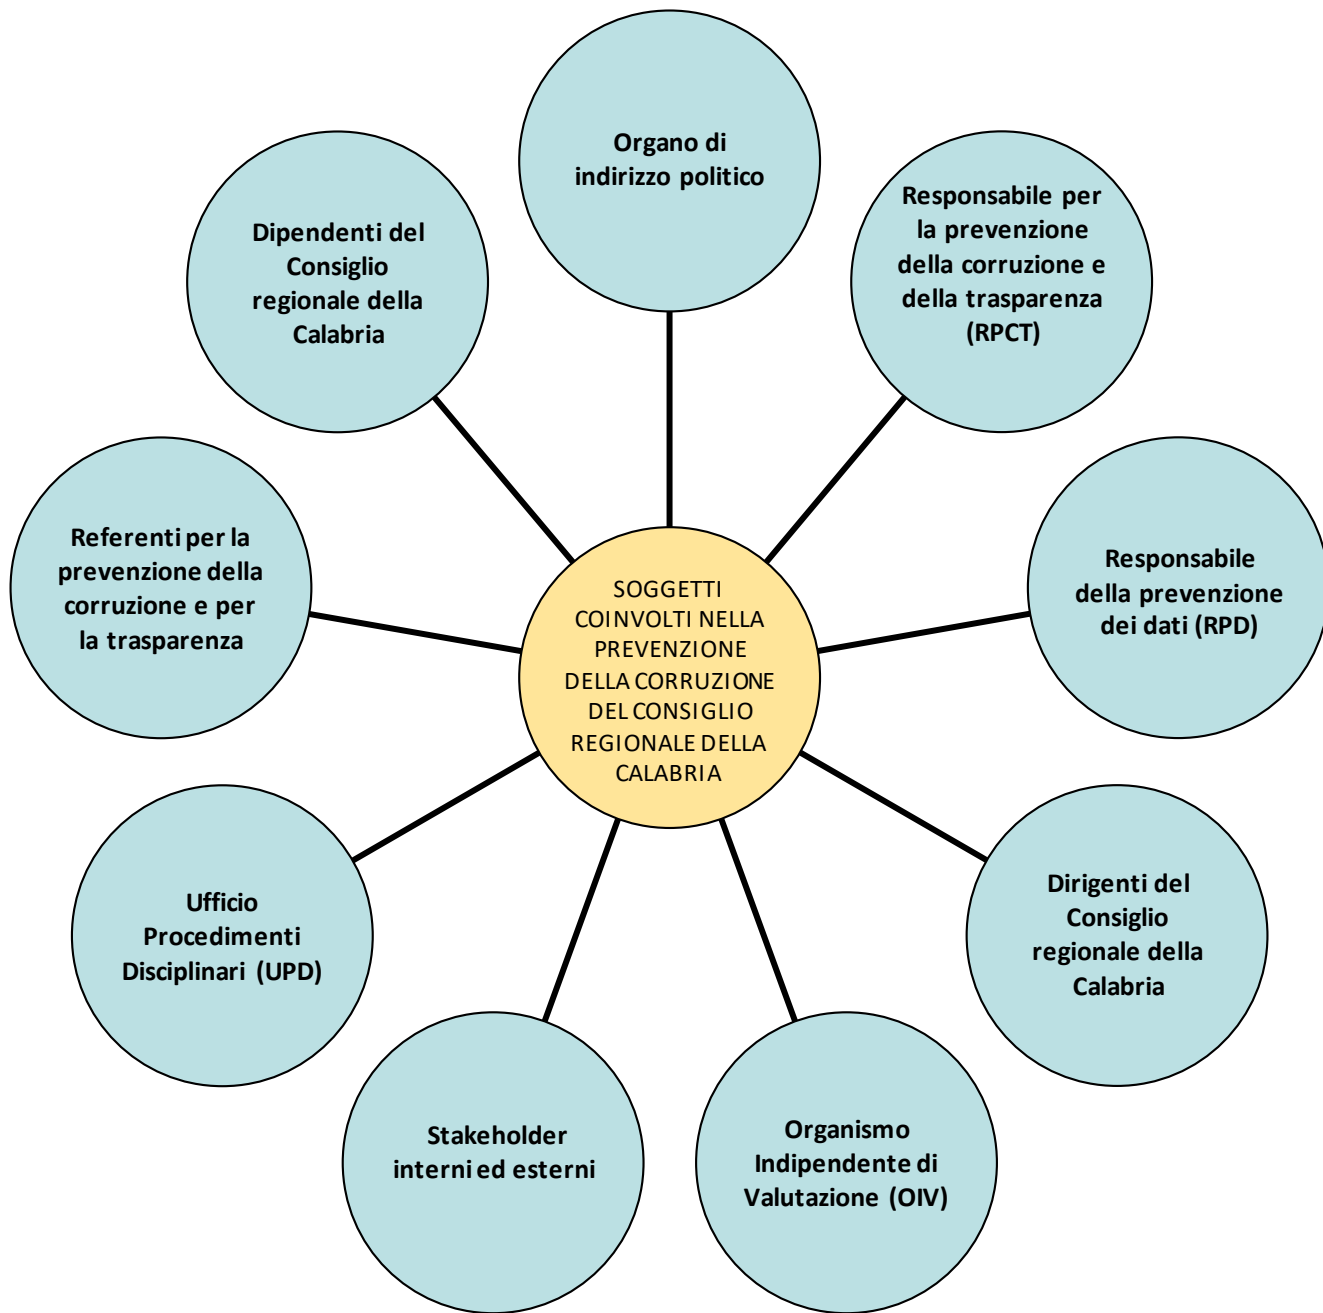 Organo di
indirizzo politico
Responsabile per
la prevenzione
della corruzione e
della trasparenza
(RPCT)
Responsabile
della prevenzione
dei dati (RPD)
Dirigenti del
Consiglio
regionale della
Calabria
Organismo
Indipendente di
Valutazione (OIV)
Stakeholder
interni ed esterni
Ufficio
Procedimenti
Disciplinari (UPD)
Referenti per la
prevenzione della
corruzione e per
la trasparenza
Dipendenti del
Consiglio
regionale della
Calabria
SOGGETTI
COINVOLTI NELLA
PREVENZIONE
DELLA CORRUZIONE
DEL CONSIGLIO
REGIONALE DELLA
CALABRIA